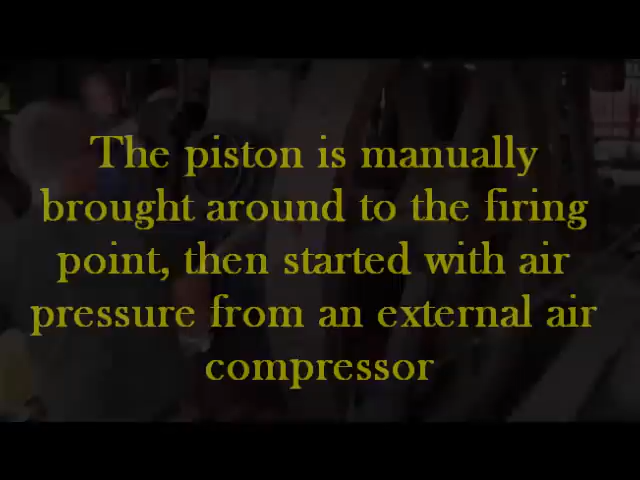 The piston is manually
brought around to the firing
point, then started with air
pressure from an external air
compressor